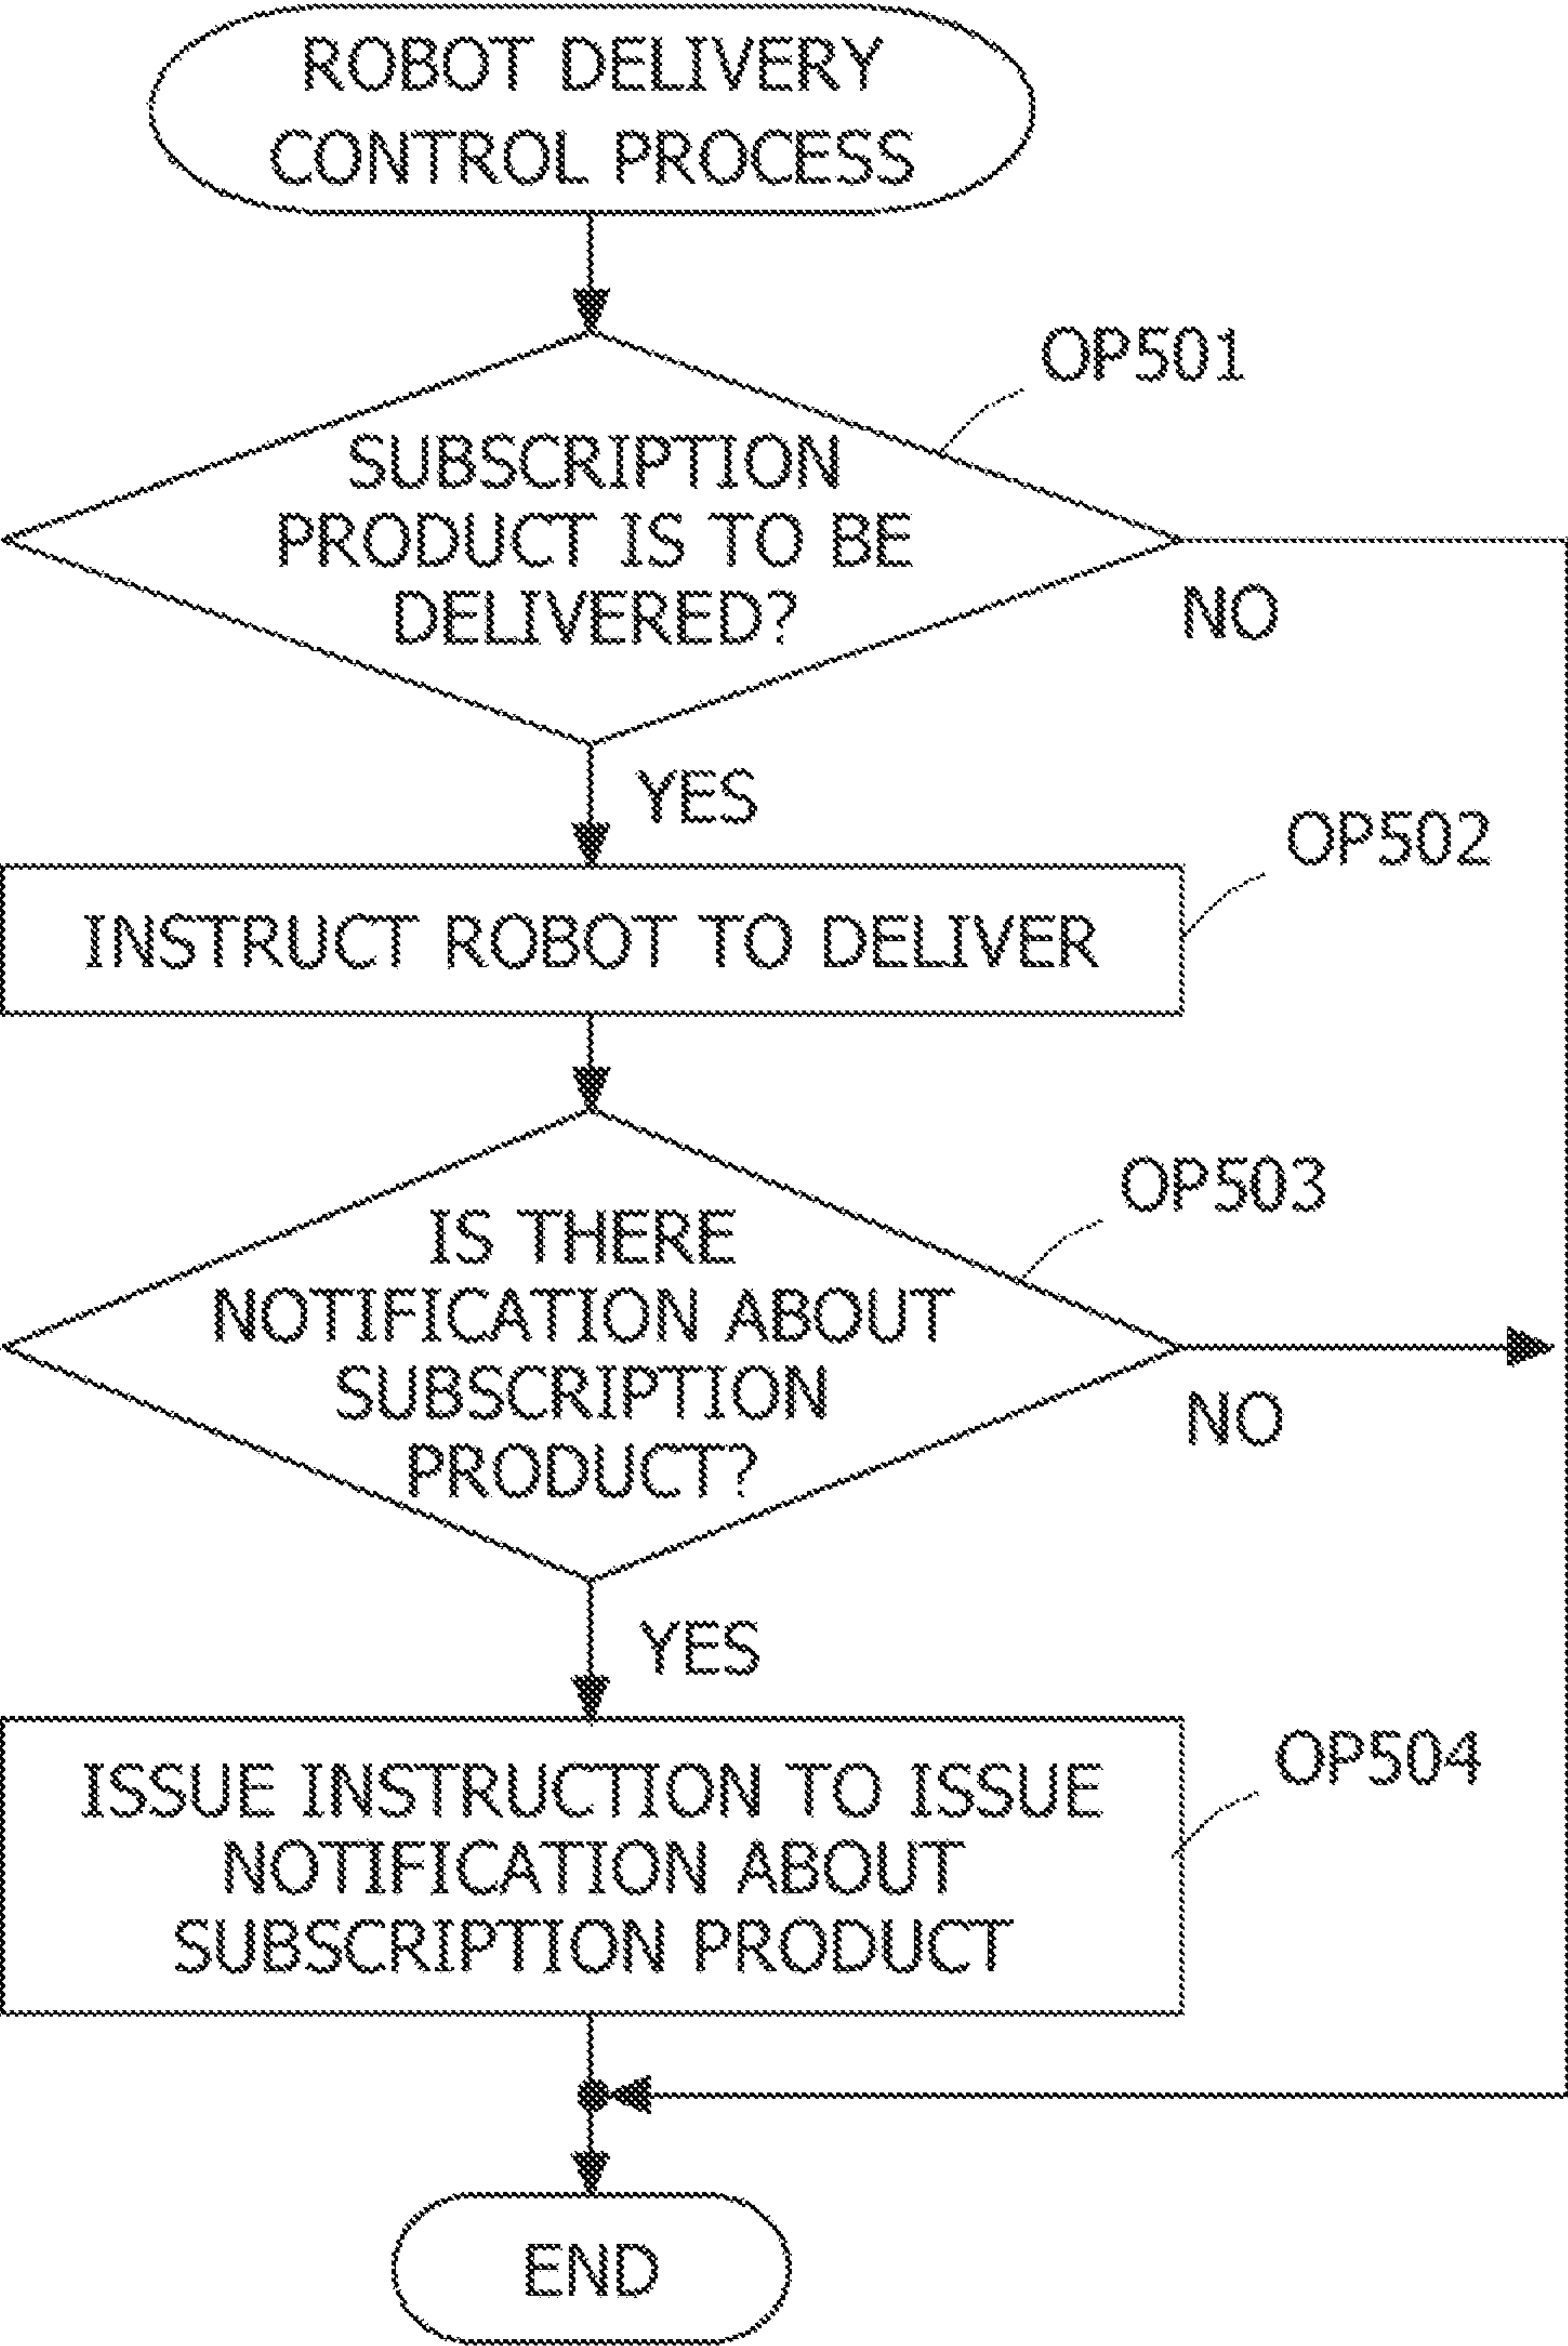 ROBOT DELIVERY
CONTROL PROCESS
OP501
SUBSCRIPTION
PRODUCT IS TO BE
DELIVERED?
NO
YES
OP502
INSTRUCT ROBOT TO DELIVER
OP503
IS THERE
NOTIFICATION ABOUT
SUBSCRIPTION
PRODUCT?
NO
YES
OP504
ISSUE INSTRUCTION TO ISSUE
NOTIFICATION ABOUT
SUBSCRIPTION PRODUCT
END